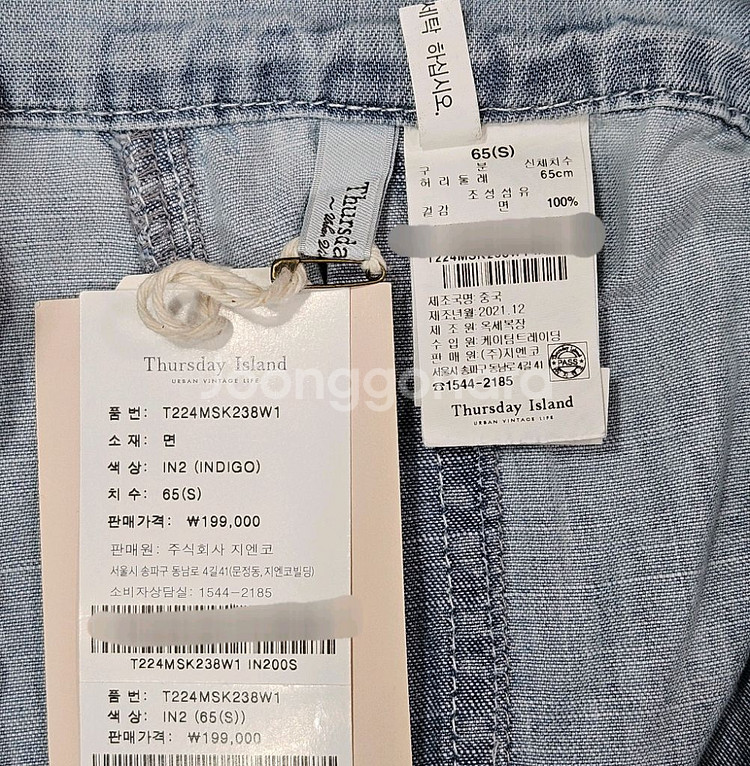 세탁 하십시오.
65(S)
구 분 신체치수
허 리 둘 레 65cm
조 성 섬 유
겉 감 면 100%
제조국명: 중국
제조년월: 2021.12
제 조 원: 옥세복장
수 입 원: 케이팀트레이딩
판 매 원: (주)지엔코
서울시 송파구 동남로 4길 41
☎1544-2185
PASS
Thursday Island
URBAN VINTAGE LIFE
Thursda
Thursday Island
URBAN VINTAGE LIFE
Joonggonara
품 번: T224MSK238W1
소 재: 면
색 상: IN2 (INDIGO)
치 수: 65(S)
판매가격: ₩199,000
판매원: 주식회사 지엔코
서울시 송파구 동남로 4길41(문정동,지엔코빌딩)
소비자상담실: 1544-2185
T224MSK238W1 IN200S
품 번: T224MSK238W1
색 상: IN2 (65(S))
판매가격: ₩199,000